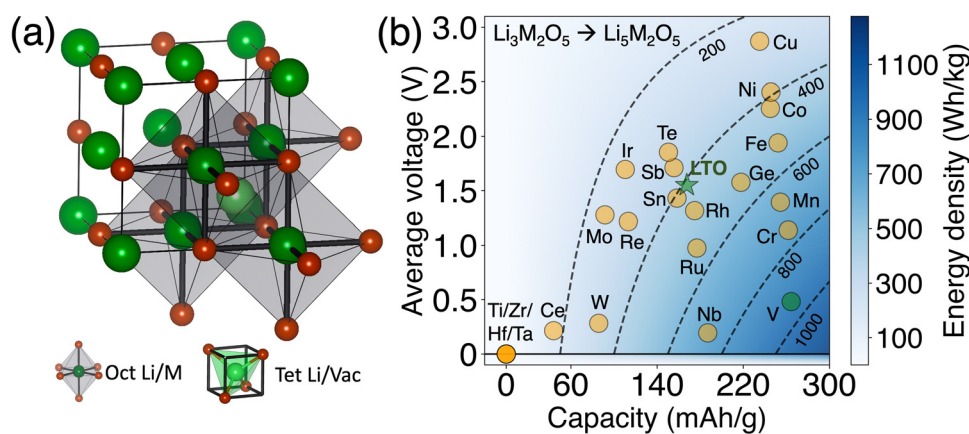 (a)
Oct Li/M
Tet Li/Vac
(b)
Li₃M₂O₅ → Li₅M₂O₅
Average voltage (V)
3.0
2.5
2.0
1.5
1.0
0.5
0
0
60
140
220
300
Capacity (mAh/g)
200
400
600
800
1000
Cu
Ni
Co
Fe
Te
Ir
Sb
LTO
Ge
Sn
Rh
Mn
Mo
Re
Cr
Ru
Ti/Zr/
Hf/Ta
Ce
W
Nb
V
1100
900
700
500
300
100
Energy density (Wh/kg)